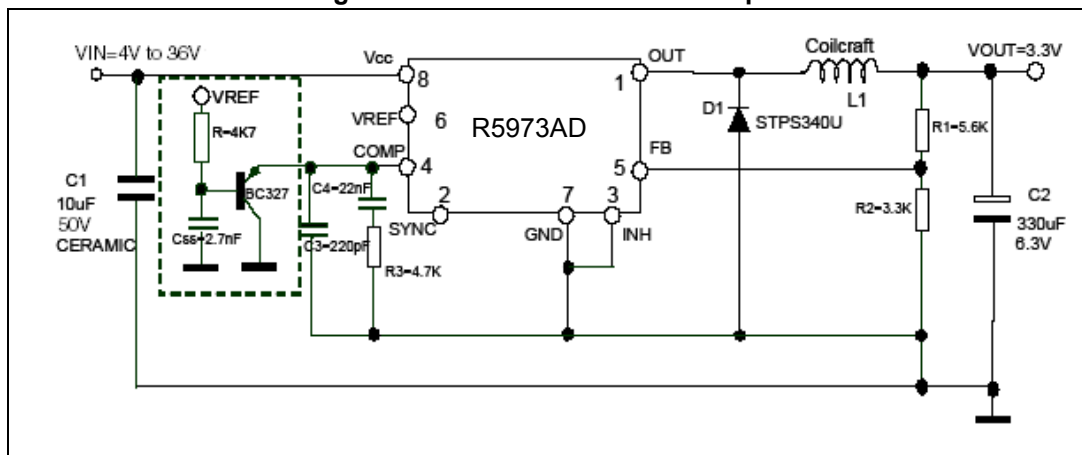 VIN=4V to 36V
VREF
R=4K7
BC327
Css=2.7nF
C1
10uF
50V
CERAMIC
Vcc
8
VREF
6
COMP
4
C4=22nF
SYNC
2
C3=220pF
R3=4.7K
R5973AD
7
GND
3
INH
OUT
1
FB
5
D1
STPS340U
Coilcraft
L1
VOUT=3.3V
R1=5.6K
R2=3.3K
C2
330uF
6.3V